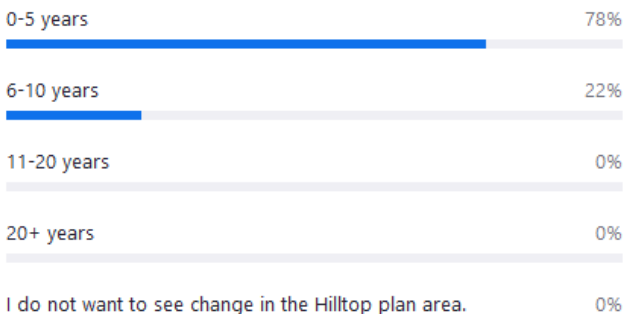 0-5 years 78%
6-10 years 22%
11-20 years 0%
20+ years 0%
I do not want to see change in the Hilltop plan area. 0%